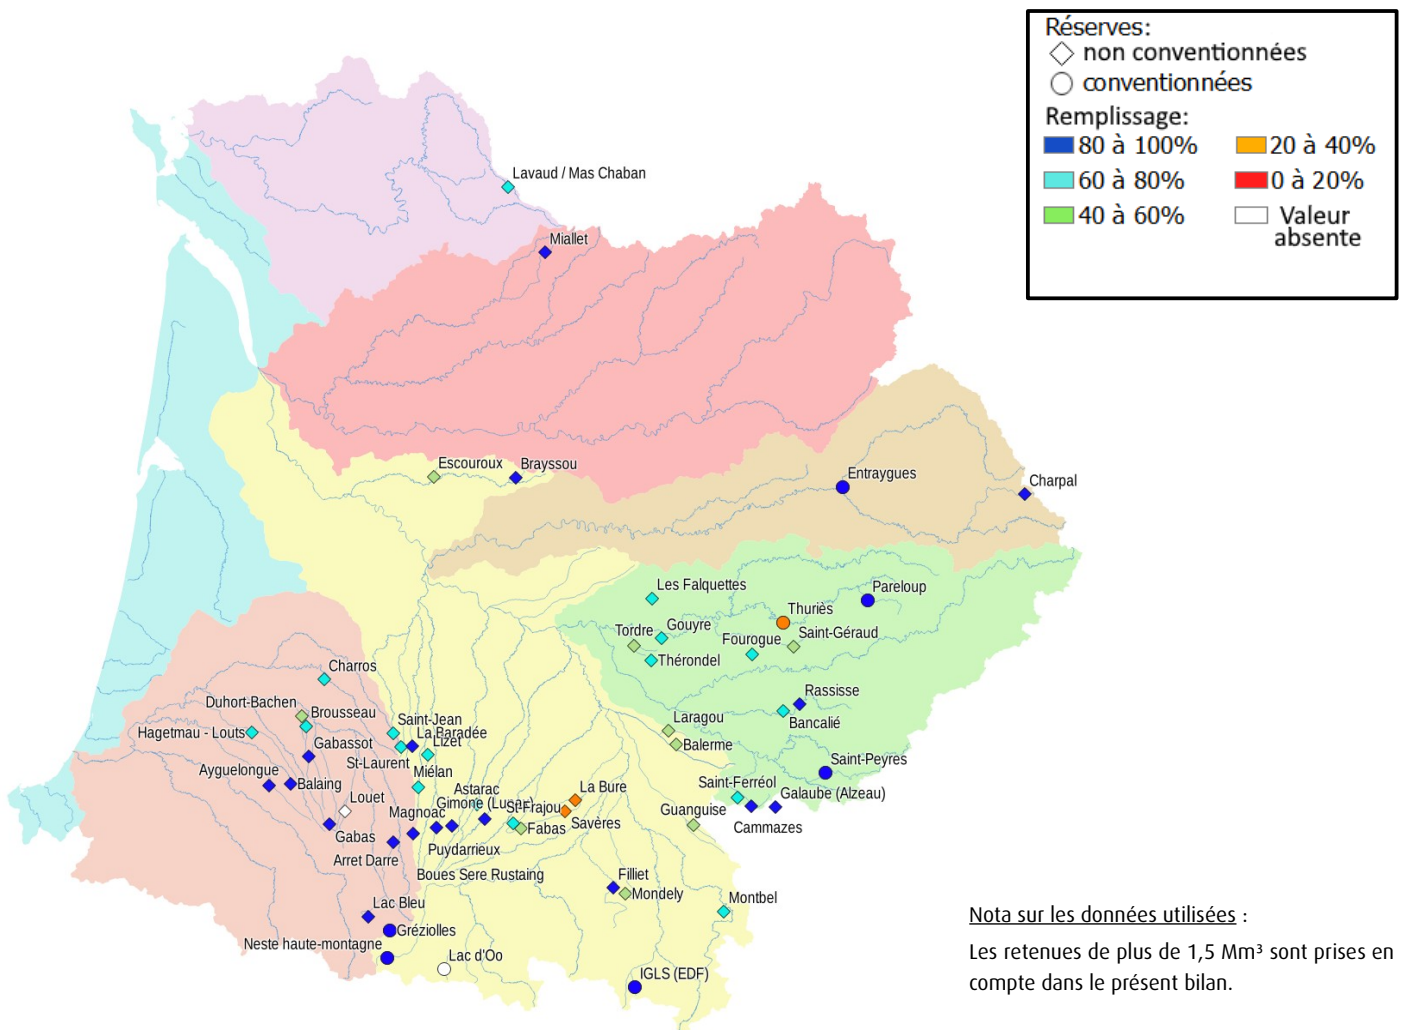 Réserves:
non conventionnées
conventionnées
Remplissage:
80 à 100%
20 à 40%
60 à 80%
0 à 20%
40 à 60%
Valeur
absente
Lavaud / Mas Chaban
Miallet
Escouroux
Brayssou
Entraygues
Charpal
Les Falquettes
Pareloup
Thuriès
Tordre
Gouyre
Fourogue
Saint-Géraud
Thérondel
Charros
Rassisse
Bancalié
Duhort-Bachen
Brousseau
Hagetmau - Louts
Saint-Jean
La Baradée
Lizet
Laragou
Balerme
Gabassot
St-Laurent
Saint-Peyres
Ayguelongue
Balaing
Miélan
Louet
Astarac
Gimone (Lunax)
La Bure
Saint-Ferréol
Galaube (Alzeau)
Magnoac
St-Frajou
Guanguise
Cammazes
Gabas
Fabas
Savères
Arret Darre
Puydarrieux
Boues Sere Rustaing
Filliet
Mondely
Montbel
Lac Bleu
Gréziolles
Neste haute-montagne
Lac d'Oo
IGLS (EDF)
Nota sur les données utilisées :
Les retenues de plus de 1,5 Mm³ sont prises en
compte dans le présent bilan.